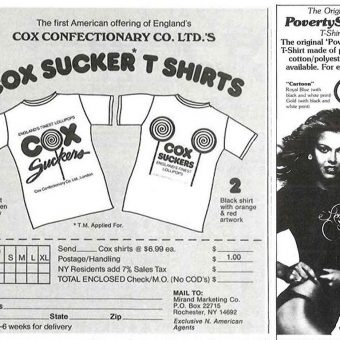 The first American offering of England's
COX CONFECTIONARY CO. LTD.'S
COX SUCKER* T SHIRTS
ENGLAND'S FINEST LOLLIPOPS
COX
Suckers
Cox Confectionary Co. Ltd., London
COX
SUCKERS
ENGLAND'S FINEST
LOLLIPOPS
2
Black shirt
with orange
& red
artwork
* T.M. Applied For.
S M L XL
Send Cox shirts @ $6.99 ea. $
Postage/Handling $ 1.00
NY Residents add 7% Sales Tax $
TOTAL ENCLOSED Check/M.O. (No COD's) $
MAIL TO:
Mirand Marketing Co.
P.O. Box 22715
Rochester, NY 14692
Exclusive N. American
Agents
State Zip
-6 weeks for delivery
The Orig
PovertyS
T-Shir
The original 'Pov
T-Shirt made of p
cotton/polyest
available. For e
"Cartoon"
Royal Blue (with
black and white print)
Gold (with black
and white print)